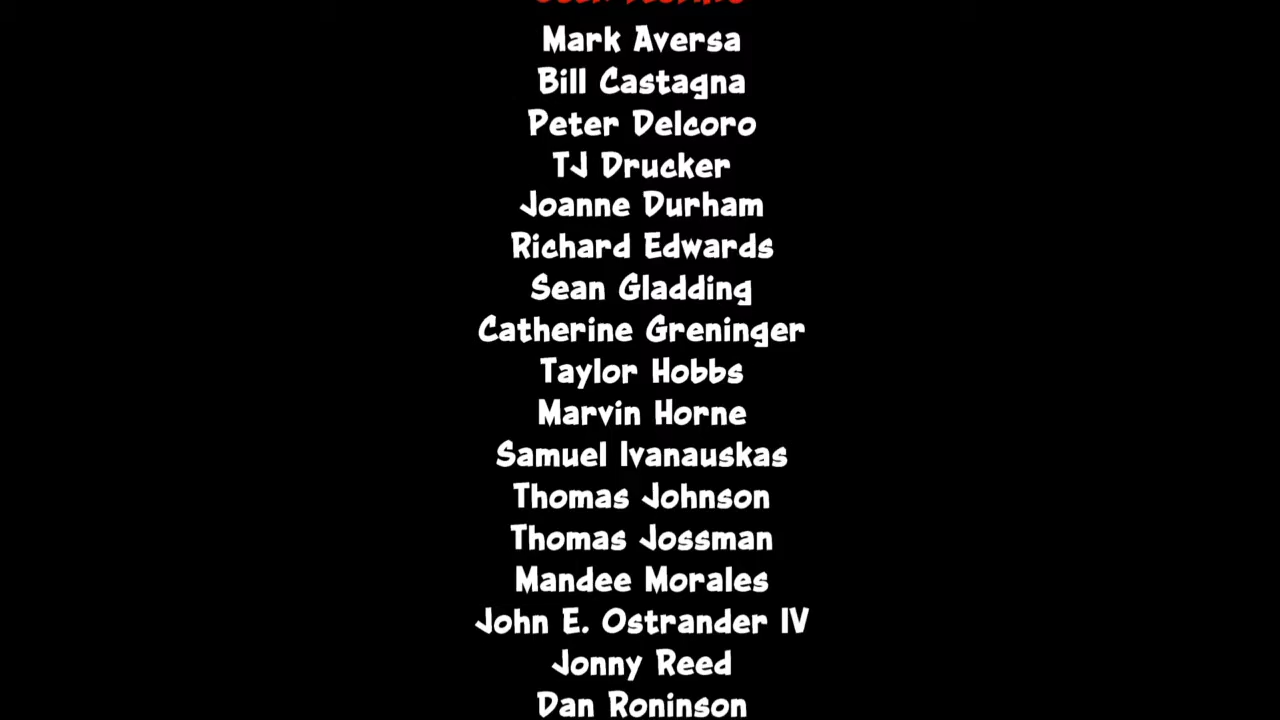 Mark Aversa
Bill Castagna
Peter Delcoro
TJ Drucker
Joanne Durham
Richard Edwards
Sean Gladding
Catherine Greninger
Taylor Hobbs
Marvin Horne
Samuel Ivanauskas
Thomas Johnson
Thomas Jossman
Mandee Morales
John E. Ostrander IV
Jonny Reed
Dan Roninson